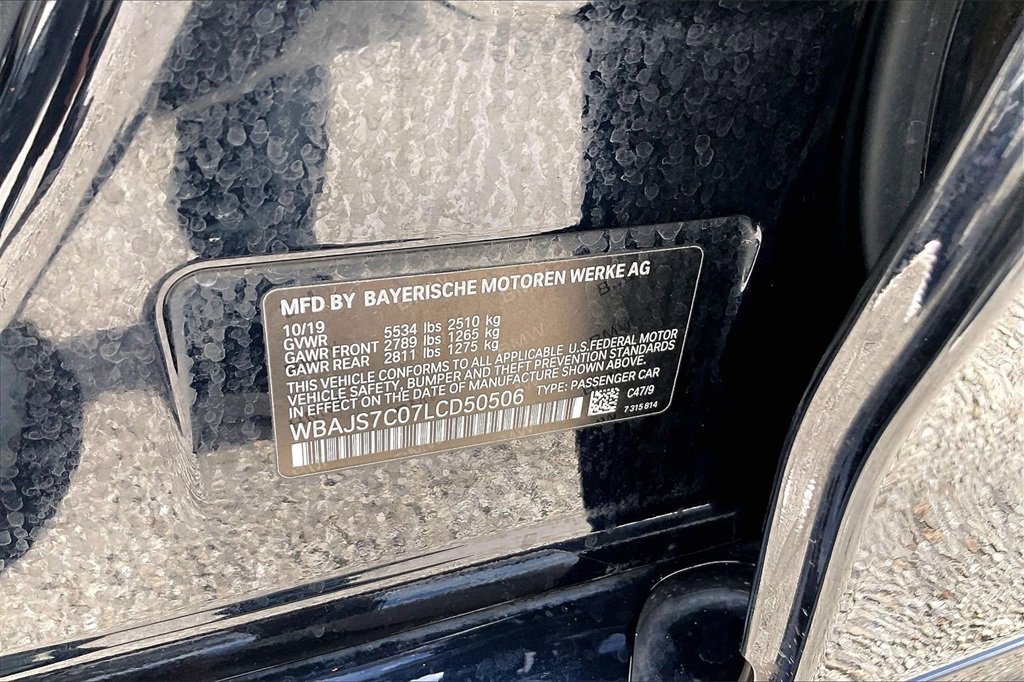 MFD BY BAYERISCHE MOTOREN WERKE AG
10/19
GVWR 5534 lbs 2510 kg
GAWR FRONT 2789 lbs 1265 kg
GAWR REAR 2811 lbs 1275 kg
THIS VEHICLE CONFORMS TO ALL APPLICABLE U.S.FEDERAL MOTOR
VEHICLE SAFETY, BUMPER AND THEFT PREVENTION STANDARDS
IN EFFECT ON THE DATE OF MANUFACTURE SHOWN ABOVE.
WBAJS7C07LCD50506 TYPE: PASSENGER CAR
C47/9
7 315 814